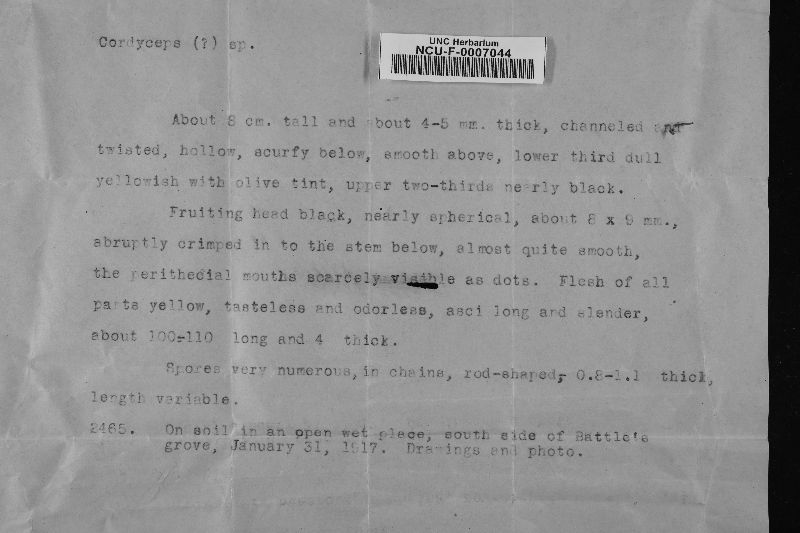 UNC Herbarium
NCU-F-0007044
Cordyceps (?) sp.
About 8 cm. tall and about 4-5 mm. thick, channeled and
twisted, hollow, scurfy below, smooth above, lower third dull
yellowish with olive tint, upper two-thirds nearly black.
Fruiting head black, nearly spherical, about 8 x 9 mm.,
abruptly crimped in to the stem below, almost quite smooth,
the perithecial mouths scarcely visible as dots. Flesh of all
parts yellow, tasteless and odorless, asci long and slender,
about 100-110 long and 4 thick.
Spores very numerous, in chains, rod-shaped, 0.8-1.1 thick,
length variable.
2465. On soil in an open wet place, south side of Battle's
grove, January 31, 1917. Drawings and photo.